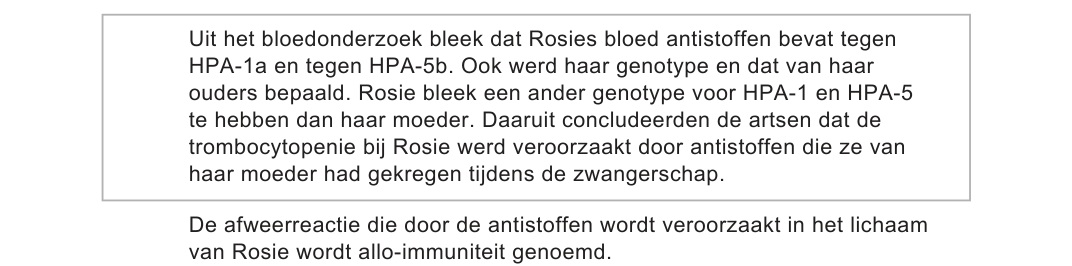 Uit het bloedonderzoek bleek dat Rosies bloed antistoffen bevat tegen
HPA-1a en tegen HPA-5b. Ook werd haar genotype en dat van haar
ouders bepaald. Rosie bleek een ander genotype voor HPA-1 en HPA-5
te hebben dan haar moeder. Daaruit concludeerden de artsen dat de
trombocytopenie bij Rosie werd veroorzaakt door antistoffen die ze van
haar moeder had gekregen tijdens de zwangerschap.
De afweerreactie die door de antistoffen wordt veroorzaakt in het lichaam
van Rosie wordt allo-immuniteit genoemd.